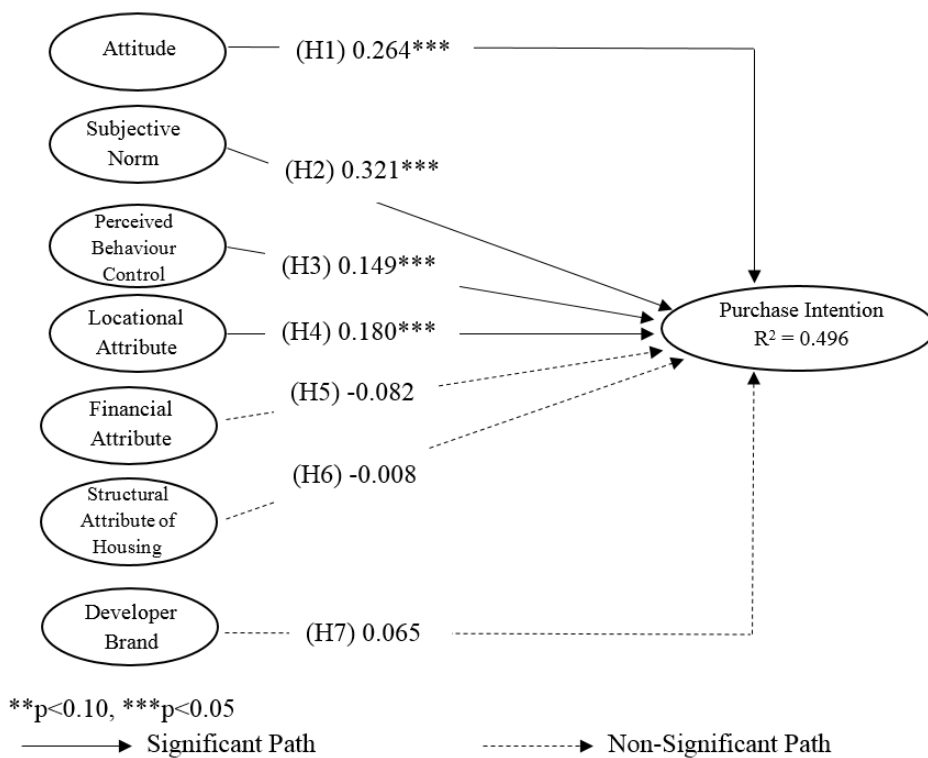 Attitude
(H1) 0.264***
Subjective
Norm
(H2) 0.321***
Perceived
Behaviour
Control
(H3) 0.149***
Locational
Attribute
(H4) 0.180***
Purchase Intention
R² = 0.496
Financial
Attribute
(H5) -0.082
Structural
Attribute of
Housing
(H6) -0.008
Developer
Brand
(H7) 0.065
**p<0.10, ***p<0.05
Significant Path
Non-Significant Path